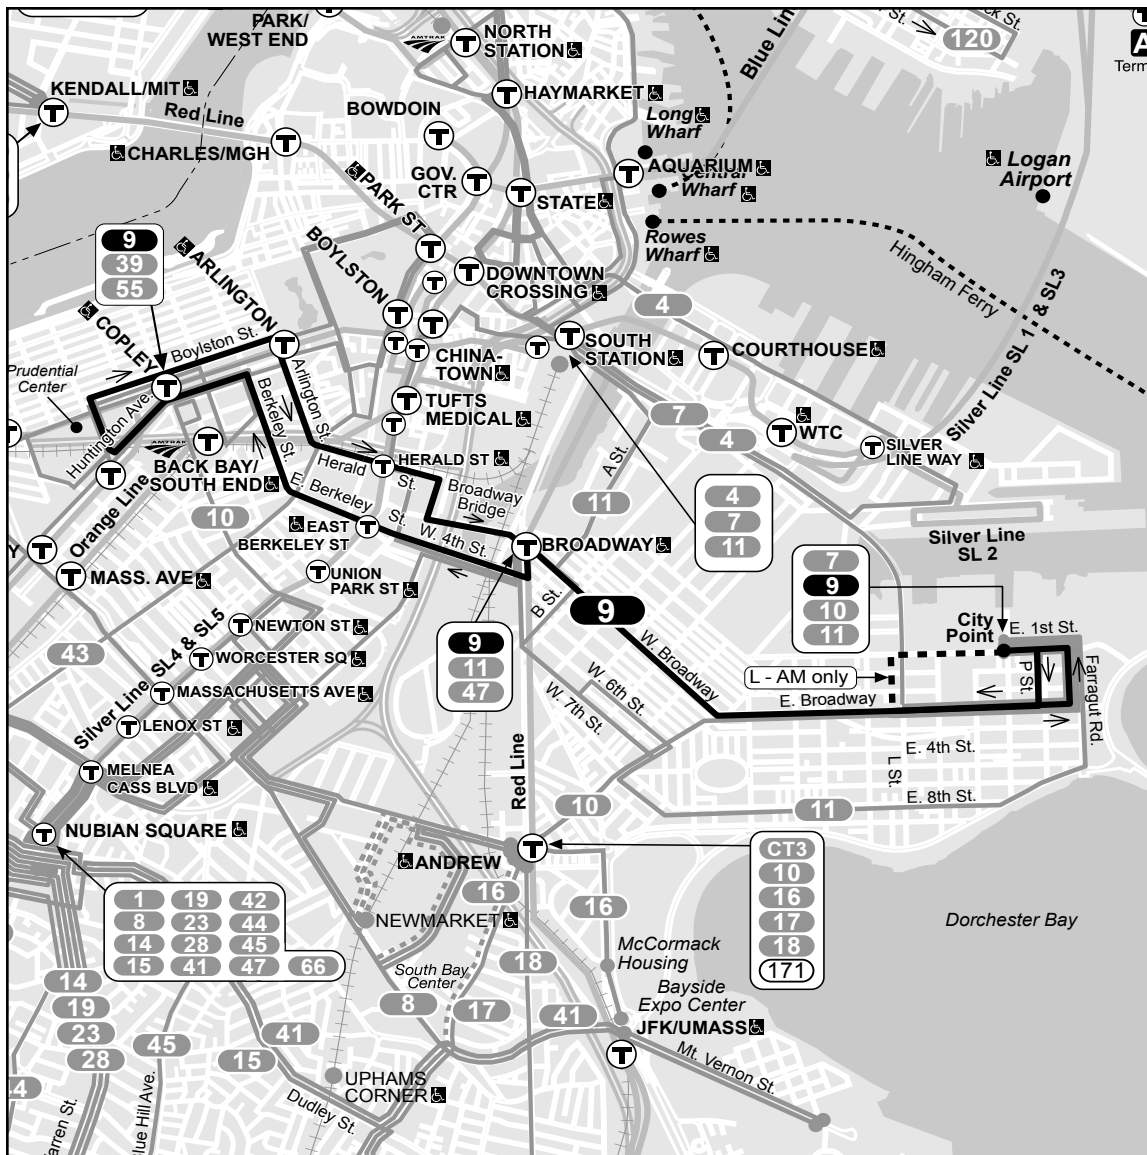 PARK/
WEST END
AMTRAK
NORTH
STATION
Blue Line
120
Term
KENDALL/MIT
Red Line
HAYMARKET
BOWDOIN
Long
Wharf
CHARLES/MGH
PARK ST
GOV.
CTR
AQUARIUM
Central
Wharf
STATE
Rowes
Wharf
Logan
Airport
Hingham Ferry
9
39
55
ARLINGTON
BOYLSTON
DOWNTOWN
CROSSING
COPLEY
Boylston St.
4
SOUTH
STATION
COURTHOUSE
Silver Line SL 1 & SL3
Prudential
Center
CHINA-
TOWN
Arlington St.
Berkeley St.
TUFTS
MEDICAL
7
4
WTC
SILVER
LINE WAY
Huntington Ave.
AMTRAK
BACK BAY/
SOUTH END
Herald St.
HERALD ST
Broadway
Bridge
A St.
11
Orange Line
10
E. Berkeley St.
EAST
BERKELEY ST
W. 4th St.
BROADWAY
4
7
11
Silver Line
SL 2
Y
MASS. AVE
UNION
PARK ST
B St.
9
7
9
10
11
City
Point
E. 1st St.
NEWTON ST
43
Silver Line SL4 & SL5
WORCESTER SQ
9
11
47
W. Broadway
W. 6th St.
W. 7th St.
L - AM only
E. Broadway
P St.
Farragut Rd.
MASSACHUSETTS AVE
LENOX ST
Red Line
E. 4th St.
L St.
MELNEA
CASS BLVD
10
E. 8th St.
11
NUBIAN SQUARE
ANDREW
CT3
10
16
17
18
171
16
16
1 19 42
8 23 44
14 28 45
15 41 47 66
NEWMARKET
Dorchester Bay
McCormack
Housing
South Bay
Center
18
14
19
23
28
8
17
41
Bayside
Expo Center
JFK/UMASS
45
41
15
Mt. Vernon St.
UPHAMS
CORNER
Dudley St.